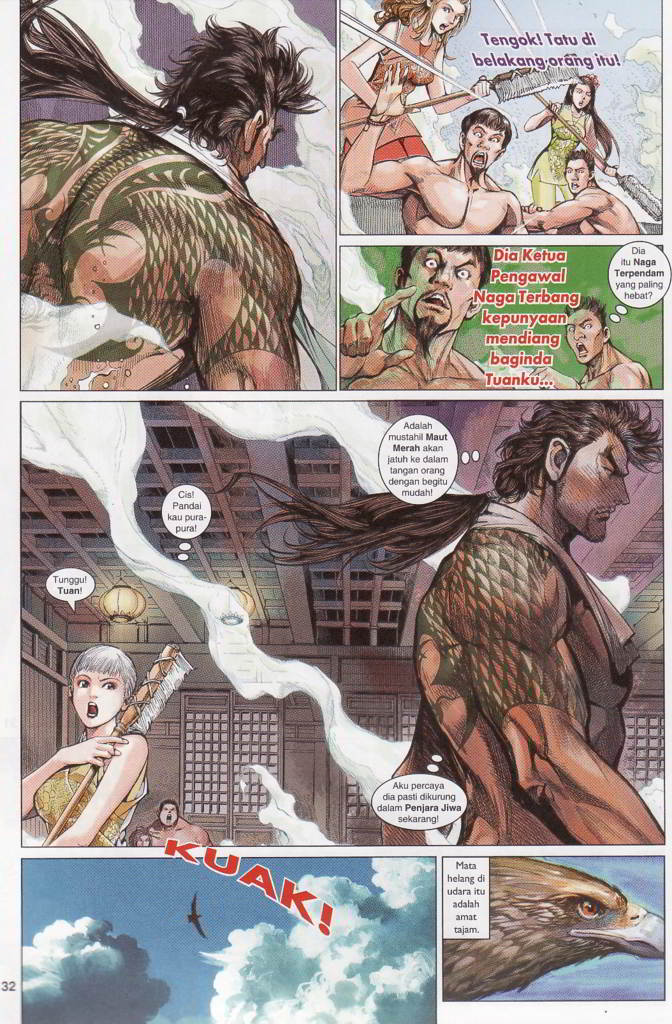 Tengok! Tatu di
belakang orang itu!
Dia Ketua
Pengawal
Naga Terbang
kepunyaan
mendiang
baginda
Tuanku...
Dia
itu Naga
Terpendam
yang paling
hebat?
Tunggu!
Tuan!
Cis!
Pandai
kau pura-
pura!
Adalah
mustahil Maut
Merah akan
jatuh ke dalam
tangan orang
dengan begitu
mudah!
Aku percaya
dia pasti dikurung
dalam Penjara Jiwa
sekarang!
KUAK!
Mata
helang di
udara itu
adalah
amat
tajam.
32